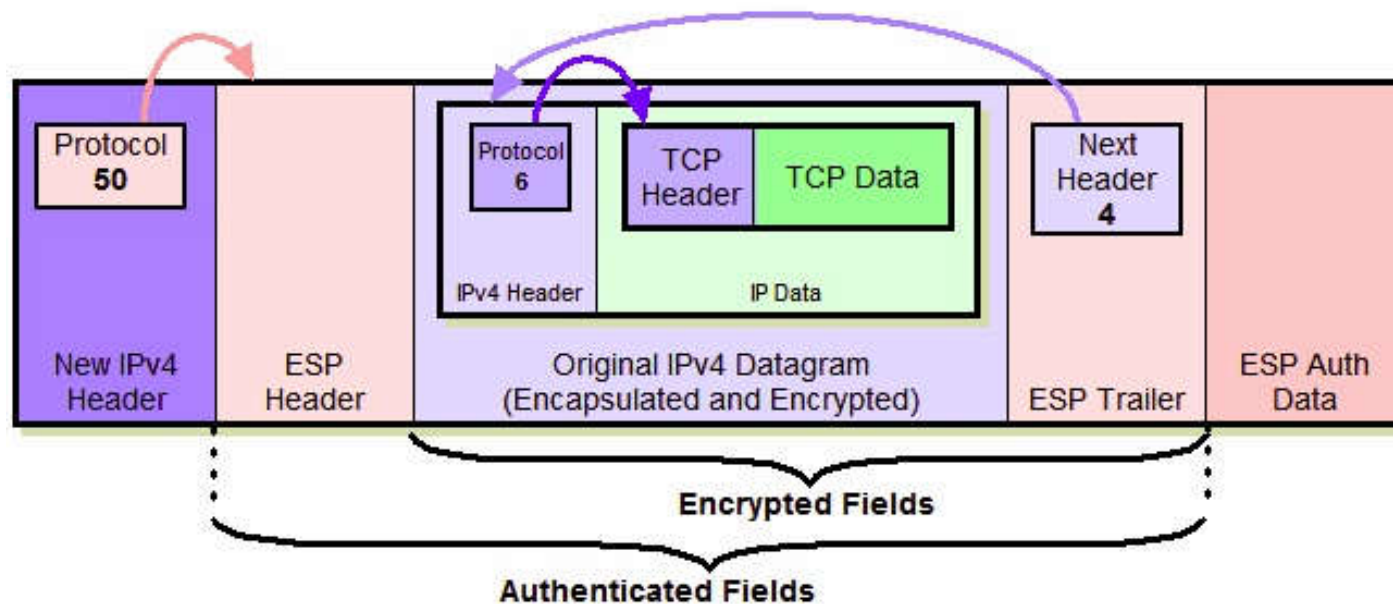 Protocol
50
Protocol
6
TCP
Header
TCP Data
Next
Header
4
IPv4 Header
IP Data
New IPv4
Header
ESP
Header
Original IPv4 Datagram
(Encapsulated and Encrypted)
ESP Trailer
ESP Auth
Data
Encrypted Fields
Authenticated Fields